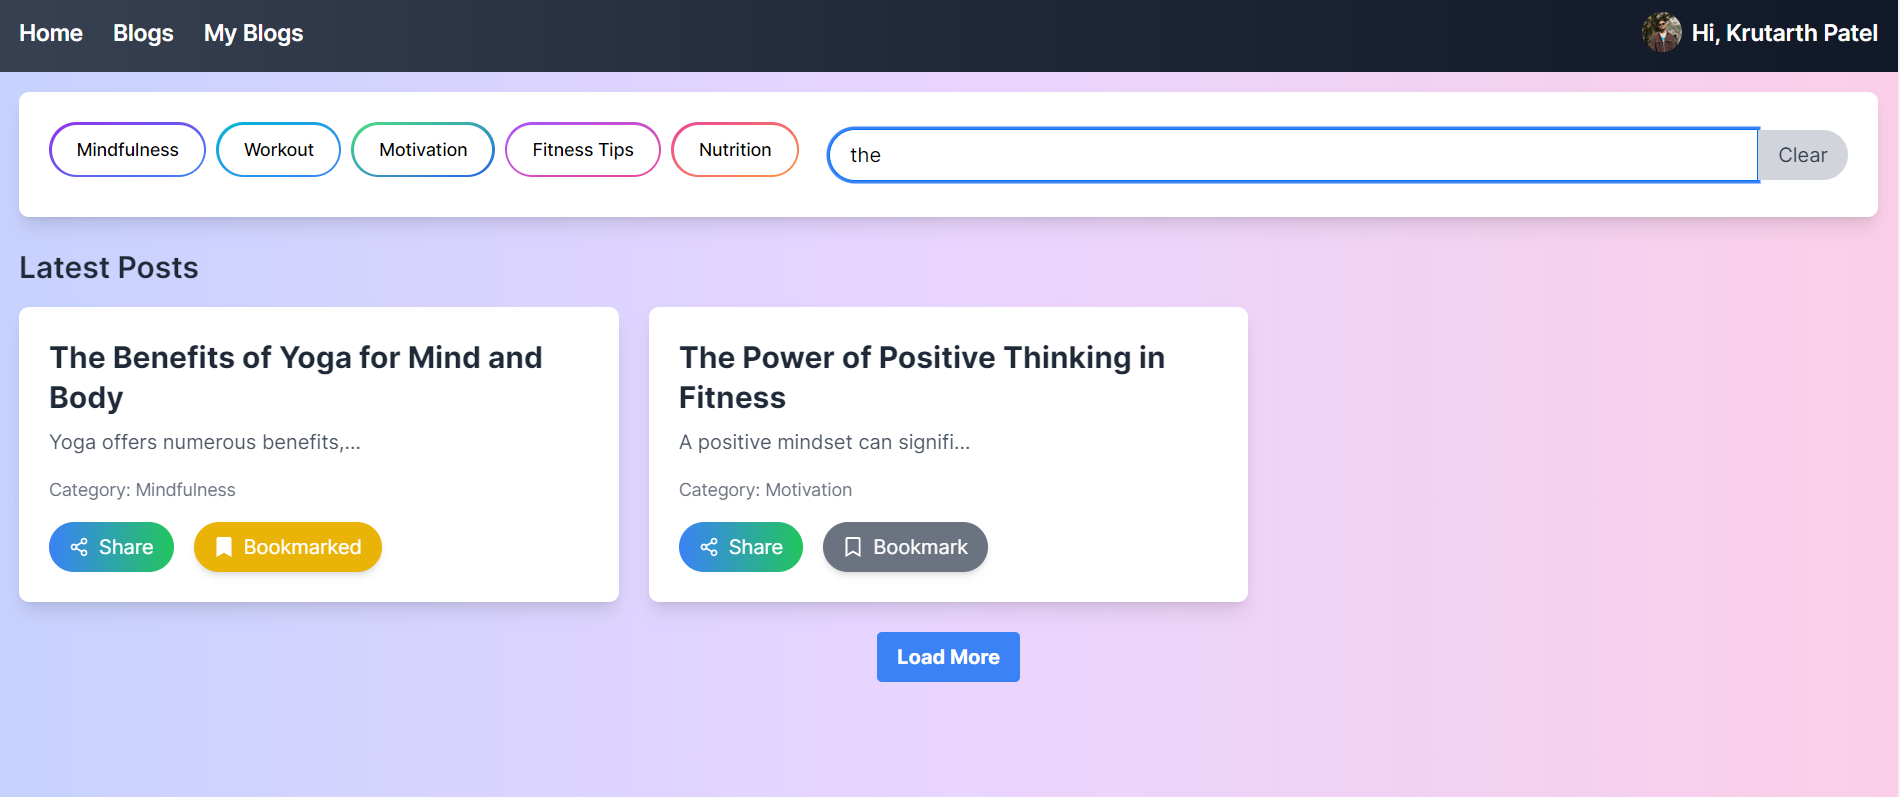 Home Blogs My Blogs Hi, Krutarth Patel
Mindfulness Workout Motivation Fitness Tips Nutrition the Clear
Latest Posts
The Benefits of Yoga for Mind and
Body
Yoga offers numerous benefits,...
Category: Mindfulness
Share Bookmarked
The Power of Positive Thinking in
Fitness
A positive mindset can signifi...
Category: Motivation
Share Bookmark
Load More